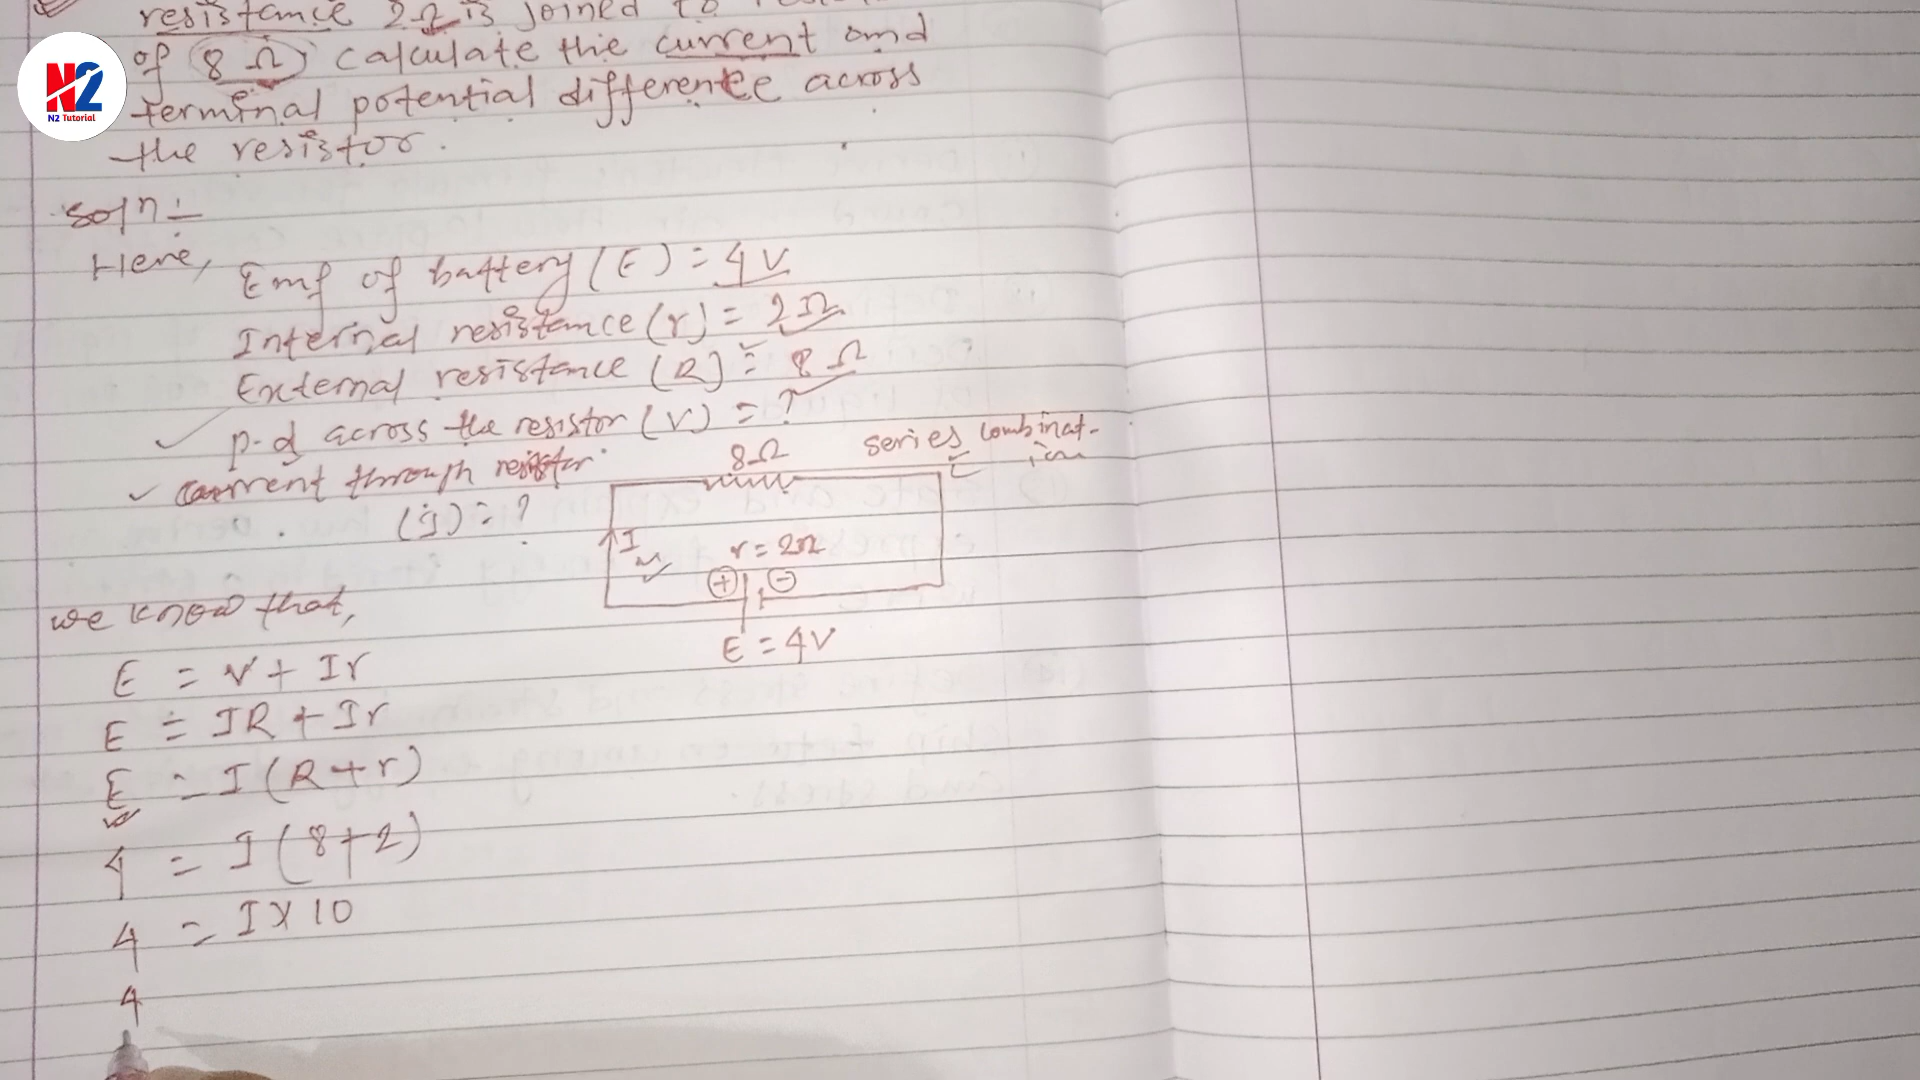 resistance 2Ω is joined to
of 8 Ω calculate the current and
terminal potential difference across
the resistor.
N2
N2 Tutorial
Soln:-
Here,
Emf of battery (E) = 4V
Internal resistance (r) = 2Ω
External resistance (R) = 8Ω
p.d across the resistor (V) = ?
current through resistor
(I) = ?
8Ω
series combinat-
ion
I
r = 2Ω
+ -
E = 4V
we know that,
E = V + Ir
E = IR + Ir
E = I(R+r)
4 = I(8+2)
4 = I x 10
4